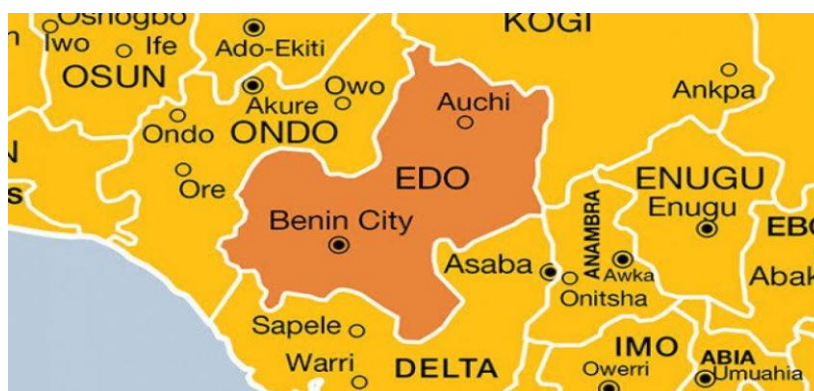 Oshogbo
KOGI
Iwo
Ife
Ado-Ekiti
OSUN
Owo
Akure
Auchi
Ankpa
Ondo
ONDO
Ore
EDO
ENUGU
Enugu
Benin City
ANAMBRA
EBO
Asaba
Awka
Abak
Onitsha
Sapele
Warri
DELTA
IMO
ABIA
Owerri
Umuahia
N
s